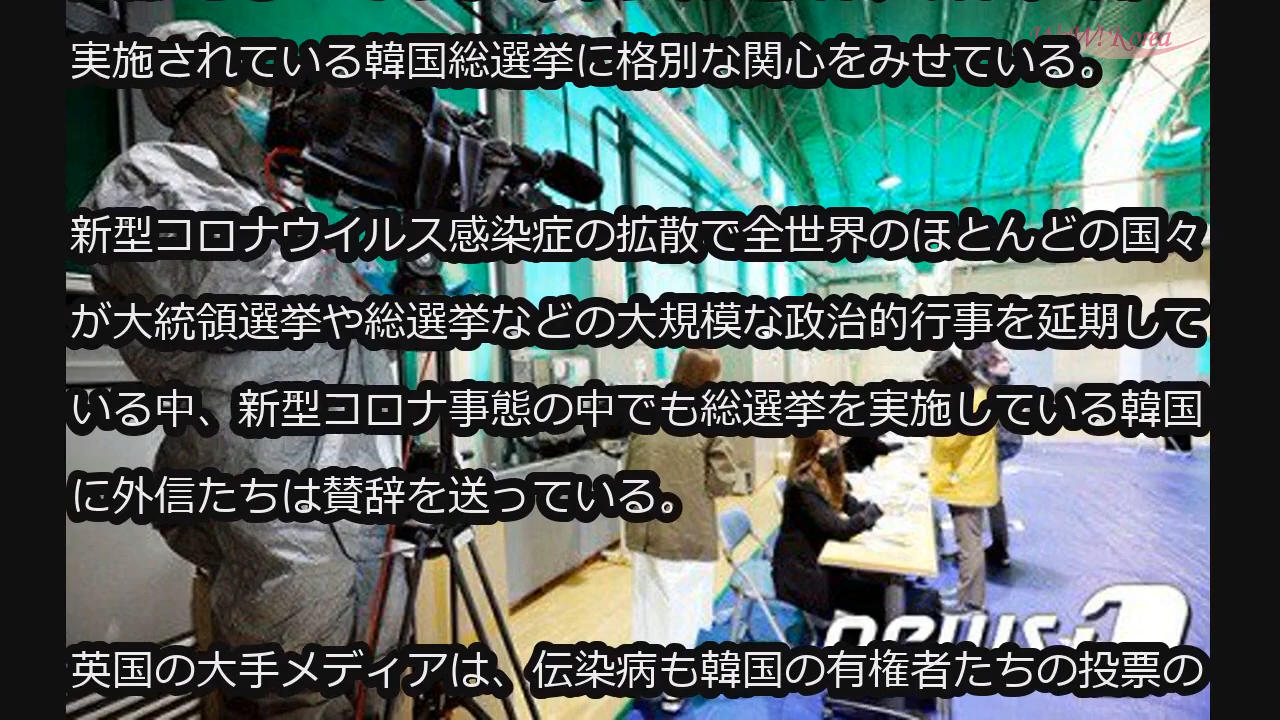 WoW!Korea
実施されている韓国総選挙に格別な関心をみせている。
新型コロナウイルス感染症の拡散で全世界のほとんどの国々
が大統領選挙や総選挙などの大規模な政治的行事を延期して
いる中、新型コロナ事態の中でも総選挙を実施している韓国
に外信たちは賛辞を送っている。
news1
英国の大手メディアは、伝染病も韓国の有権者たちの投票の